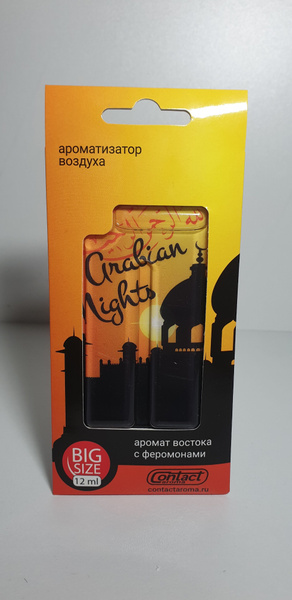 ароматизатор
воздуха
Arabian
Nights
BIG
SIZE
12 ml
аромат востока
с феромонами
Contact
contactaroma.ru